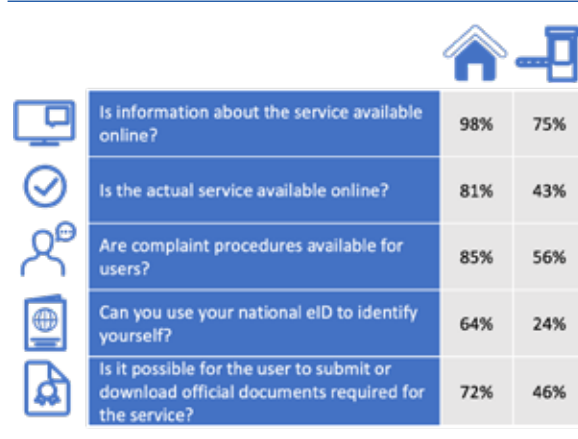 Is information about the service available
online?
98% 75%
Is the actual service available online?
81% 43%
Are complaint procedures available for
users?
85% 56%
Can you use your national eID to identify
yourself?
64% 24%
Is it possible for the user to submit or
download official documents required for
the service?
72% 46%